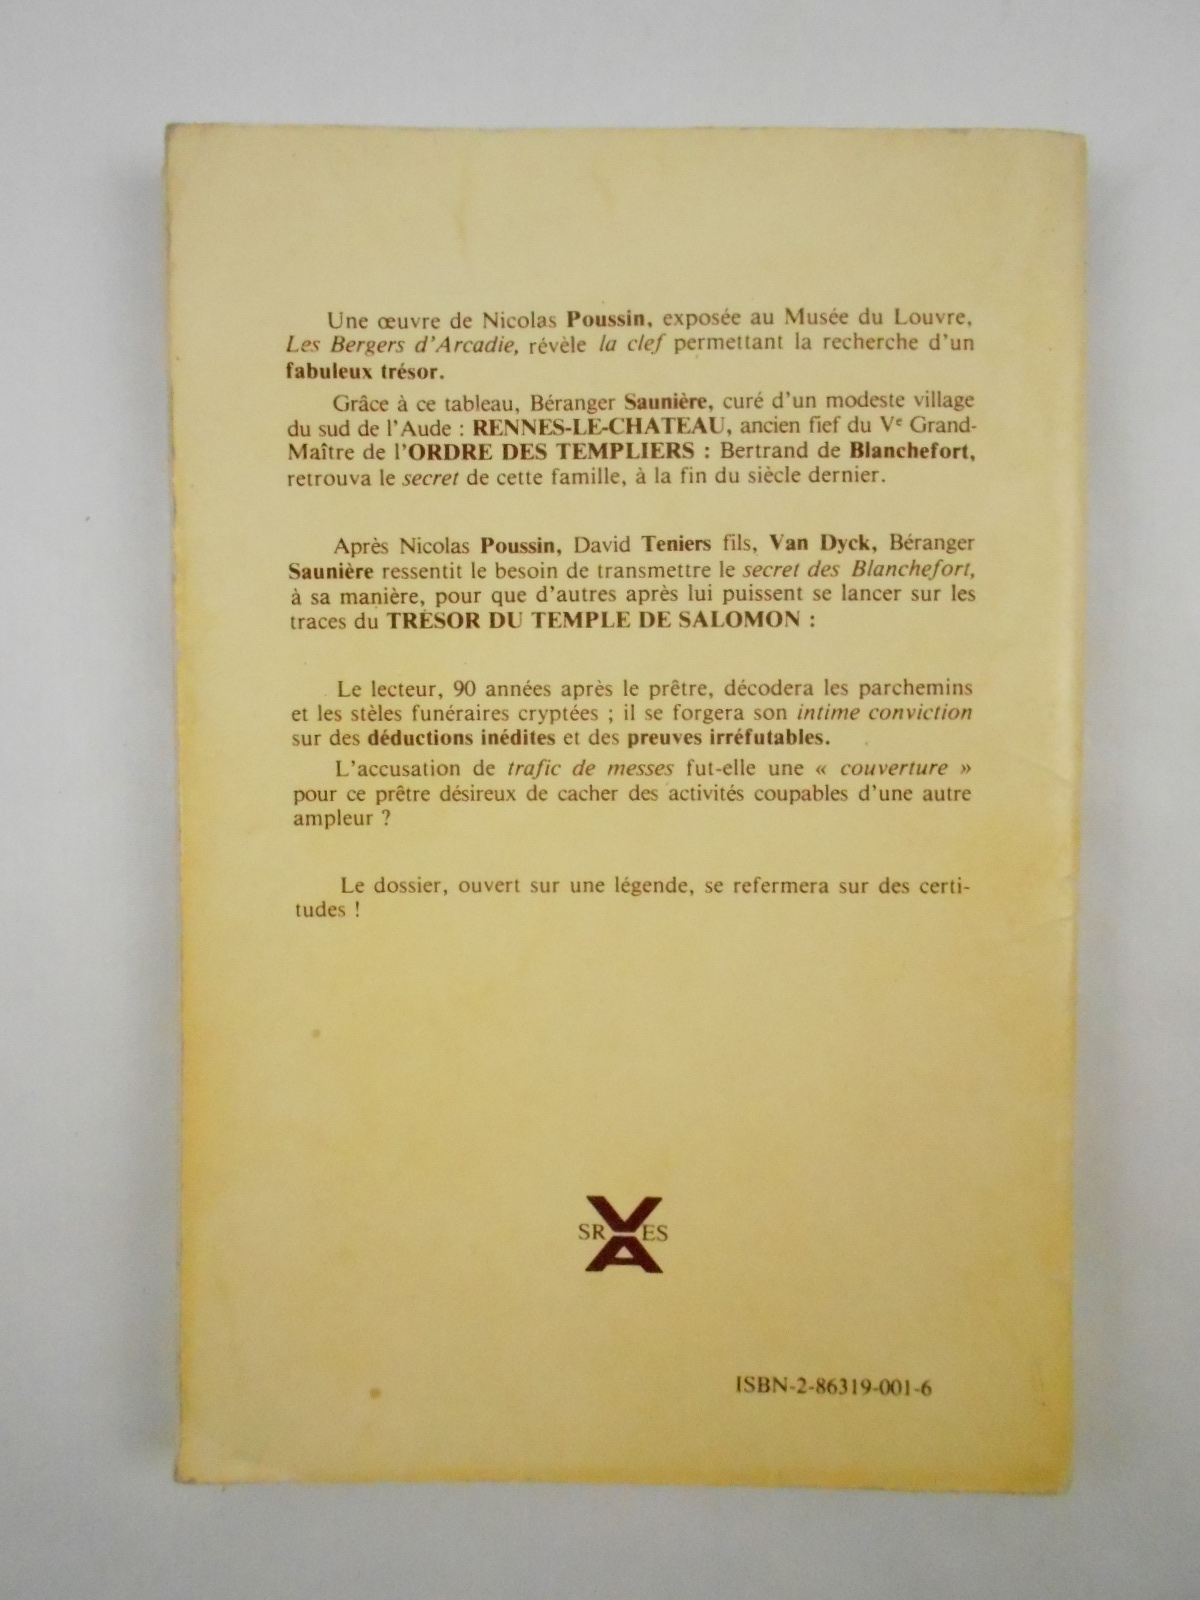 Une œuvre de Nicolas Poussin, exposée au Musée du Louvre,
Les Bergers d'Arcadie, révèle la clef permettant la recherche d'un
fabuleux trésor.
Grâce à ce tableau, Béranger Saunière, curé d'un modeste village
du sud de l'Aude : RENNES-LE-CHATEAU, ancien fief du Ve Grand-
Maître de l'ORDRE DES TEMPLIERS : Bertrand de Blanchefort,
retrouva le secret de cette famille, à la fin du siècle dernier.
Après Nicolas Poussin, David Teniers fils, Van Dyck, Béranger
Saunière ressentit le besoin de transmettre le secret des Blanchefort,
à sa manière, pour que d'autres après lui puissent se lancer sur les
traces du TRÉSOR DU TEMPLE DE SALOMON :
Le lecteur, 90 années après le prêtre, décodera les parchemins
et les stèles funéraires cryptées ; il se forgera son intime conviction
sur des déductions inédites et des preuves irréfutables.
L'accusation de trafic de messes fut-elle une « couverture »
pour ce prêtre désireux de cacher des activités coupables d'une autre
ampleur ?
Le dossier, ouvert sur une légende, se refermera sur des certi-
tudes !
V
SR ES
A
ISBN-2-86319-001-6